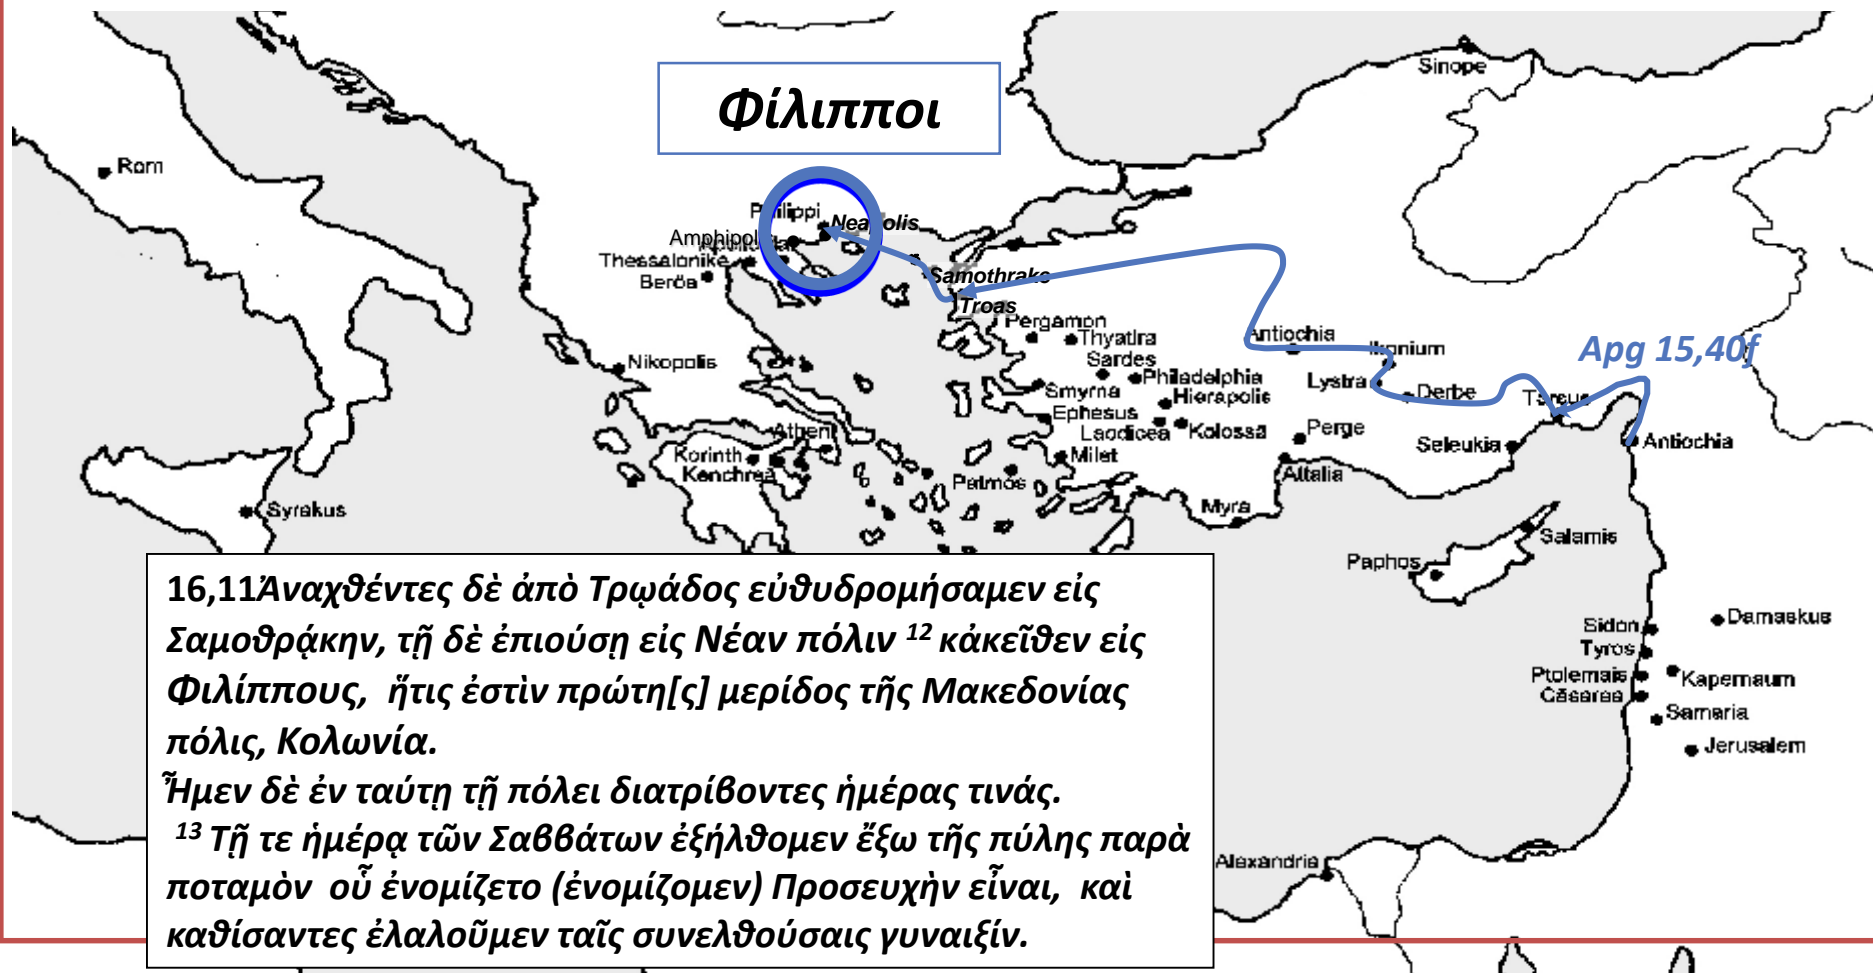 Φίλιπποι
Sinope
Rom
Philippi
Neapolis
Amphipolis
Thessalonike
Beröa
Samothrake
Troas
Pergamon
Thyatira
Sardes
Philadelphia
Hierapolis
Smyrna
Ephesus
Laodicea
Kolossä
Milet
Patmos
Antiochia
Ikonium
Apg 15,40f
Lystra
Derbe
Tarsus
Nikopolis
Athen
Korinth
Kenchrea
Perge
Attalia
Seleukia
Antiochia
Myra
Syrakus
Salamis
Paphos
Damaskus
Sidon
Tyros
Ptolemais
Kapernaum
Cäsarea
Samaria
Jerusalem
Alexandria
16,11Ἀναχθέντες δὲ ἀπὸ Τρῳάδος εὐθυδρομήσαμεν εἰς
Σαμοθρᾴκην, τῇ δὲ ἐπιούσῃ εἰς Νέαν πόλιν 12 κἀκεῖθεν εἰς
Φιλίππους, ἥτις ἐστὶν πρώτη[ς] μερίδος τῆς Μακεδονίας
πόλις, Κολωνία.
Ἦμεν δὲ ἐν ταύτῃ τῇ πόλει διατρίβοντες ἡμέρας τινάς.
13 Τῇ τε ἡμέρᾳ τῶν Σαββάτων ἐξήλθομεν ἔξω τῆς πύλης παρὰ
ποταμὸν οὗ ἐνομίζετο (ἐνομίζομεν) Προσευχὴν εἶναι, καὶ
καθίσαντες ἐλαλοῦμεν ταῖς συνελθούσαις γυναιξίν.